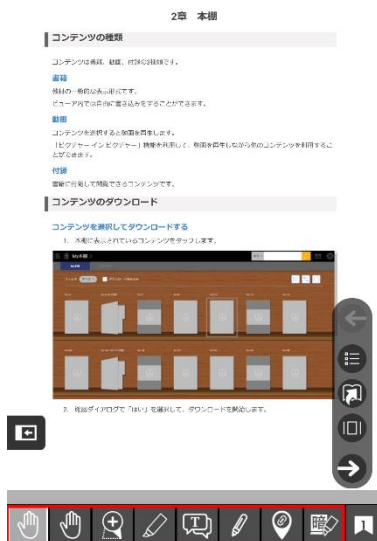 2章 本棚
コンテンツの種類
コンテンツは書籍、動画、付録の3種類です。
書籍
教材の一般的な表示形式です。
ビューア内では自由に書き込みをすることができます。
動画
コンテンツを選択すると動画を再生します。
「ピクチャー イン ピクチャー」機能を利用して、動画を再生しながら他のコンテンツを利用するこ
とができます。
付録
書籍に付属して閲覧できるコンテンツです。
コンテンツのダウンロード
コンテンツを選択してダウンロードする
1. 本棚に表示されているコンテンツをタップします。
My本棚
2. 確認ダイアログで「はい」を選択して、ダウンロードを開始します。
T
暗
1